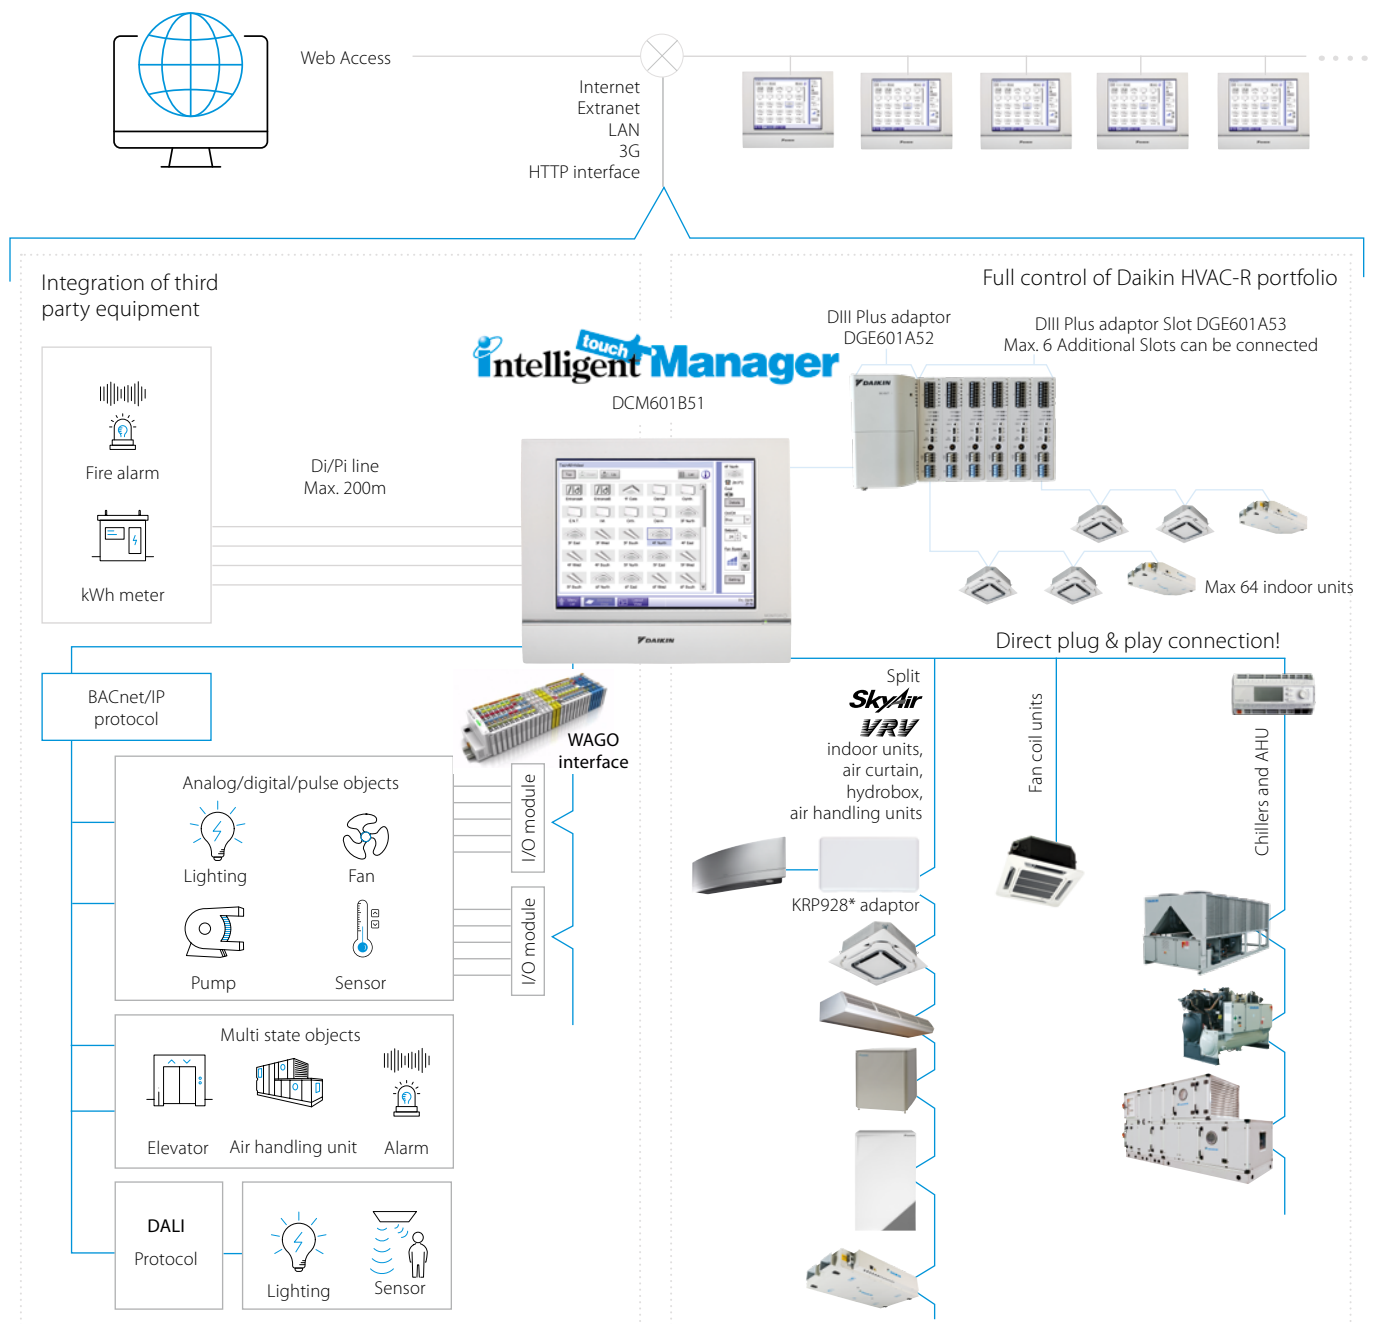 Web Access
Internet
Extranet
LAN
3G
HTTP interface
Integration of third
party equipment
Full control of Daikin HVAC-R portfolio
DIII Plus adaptor
DGE601A52
DIII Plus adaptor Slot DGE601A53
Max. 6 Additional Slots can be connected
intelligent touch Manager
DCM601B51
DAIKIN
Fire alarm
Di/Pi line
Max. 200m
kWh meter
Max 64 indoor units
DAIKIN
Direct plug & play connection!
BACnet/IP
protocol
WAGO
interface
Split
SkyAir
VRV
indoor units,
air curtain,
hydrobox,
air handling units
Fan coil units
Chillers and AHU
Analog/digital/pulse objects
Lighting
Fan
Pump
Sensor
I/O module
I/O module
KRP928* adaptor
Multi state objects
Elevator
Air handling unit
Alarm
DALI
Protocol
Lighting
Sensor